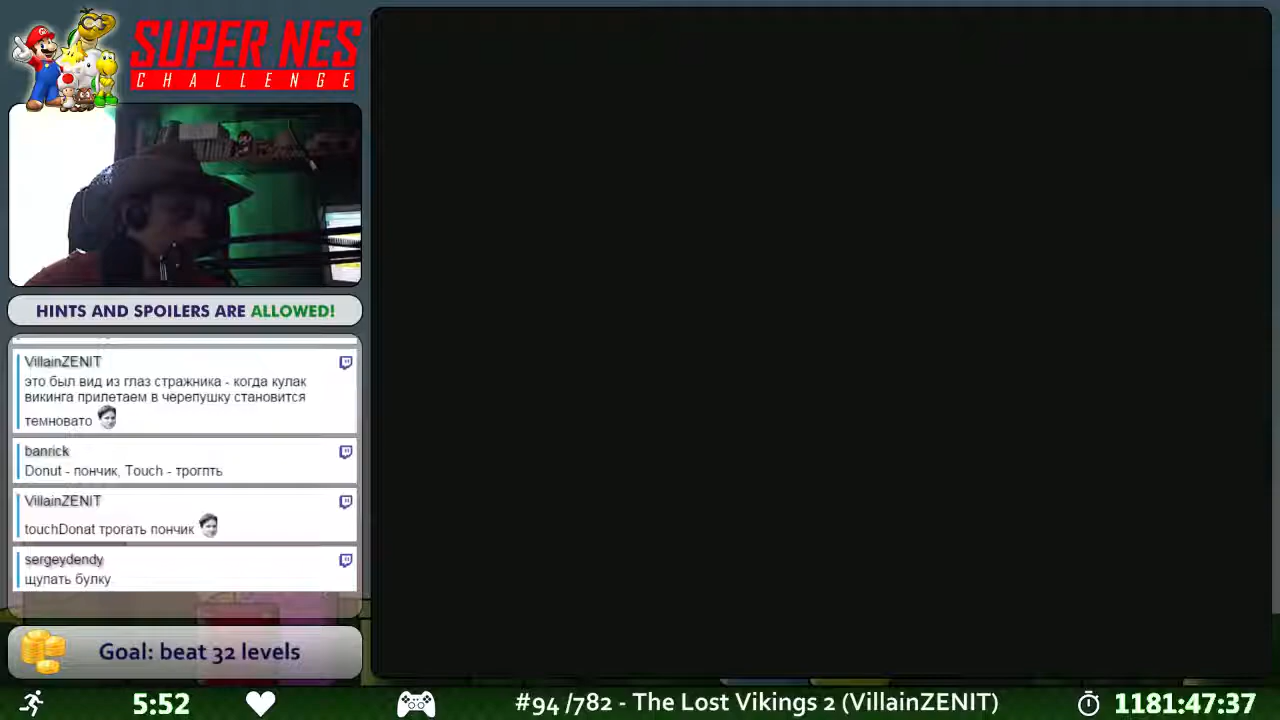 SUPER NES
CHALLENGE
HINTS AND SPOILERS ARE ALLOWED!
VillainZENIT
это был вид из глаз стражника - когда кулак
викинга прилетаем в черепушку становится
темновато
banrick
Donut - пончик, Touch - трогпть
VillainZENIT
touchDonat трогать пончик
sergeydendy
щупать булку
Goal: beat 32 levels
5:52
#94 /782 - The Lost Vikings 2 (VillainZENIT)
1181:47:37